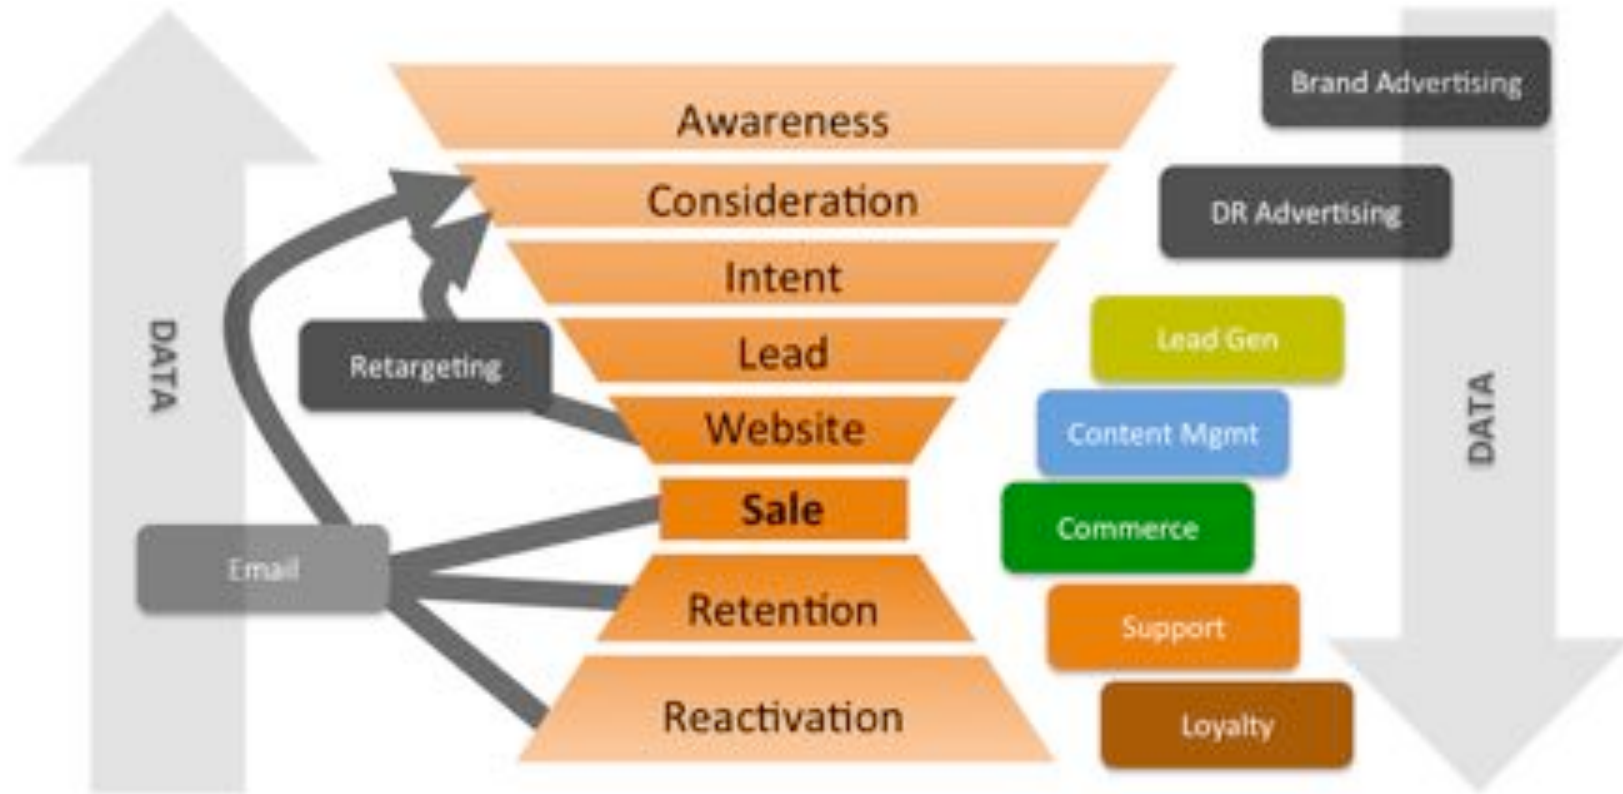 Awareness
Consideration
Intent
Lead
Website
Sale
Retention
Reactivation
DATA
Retargeting
Email
Brand Advertising
DR Advertising
Lead Gen
Content Mgmt
Commerce
Support
Loyalty
DATA